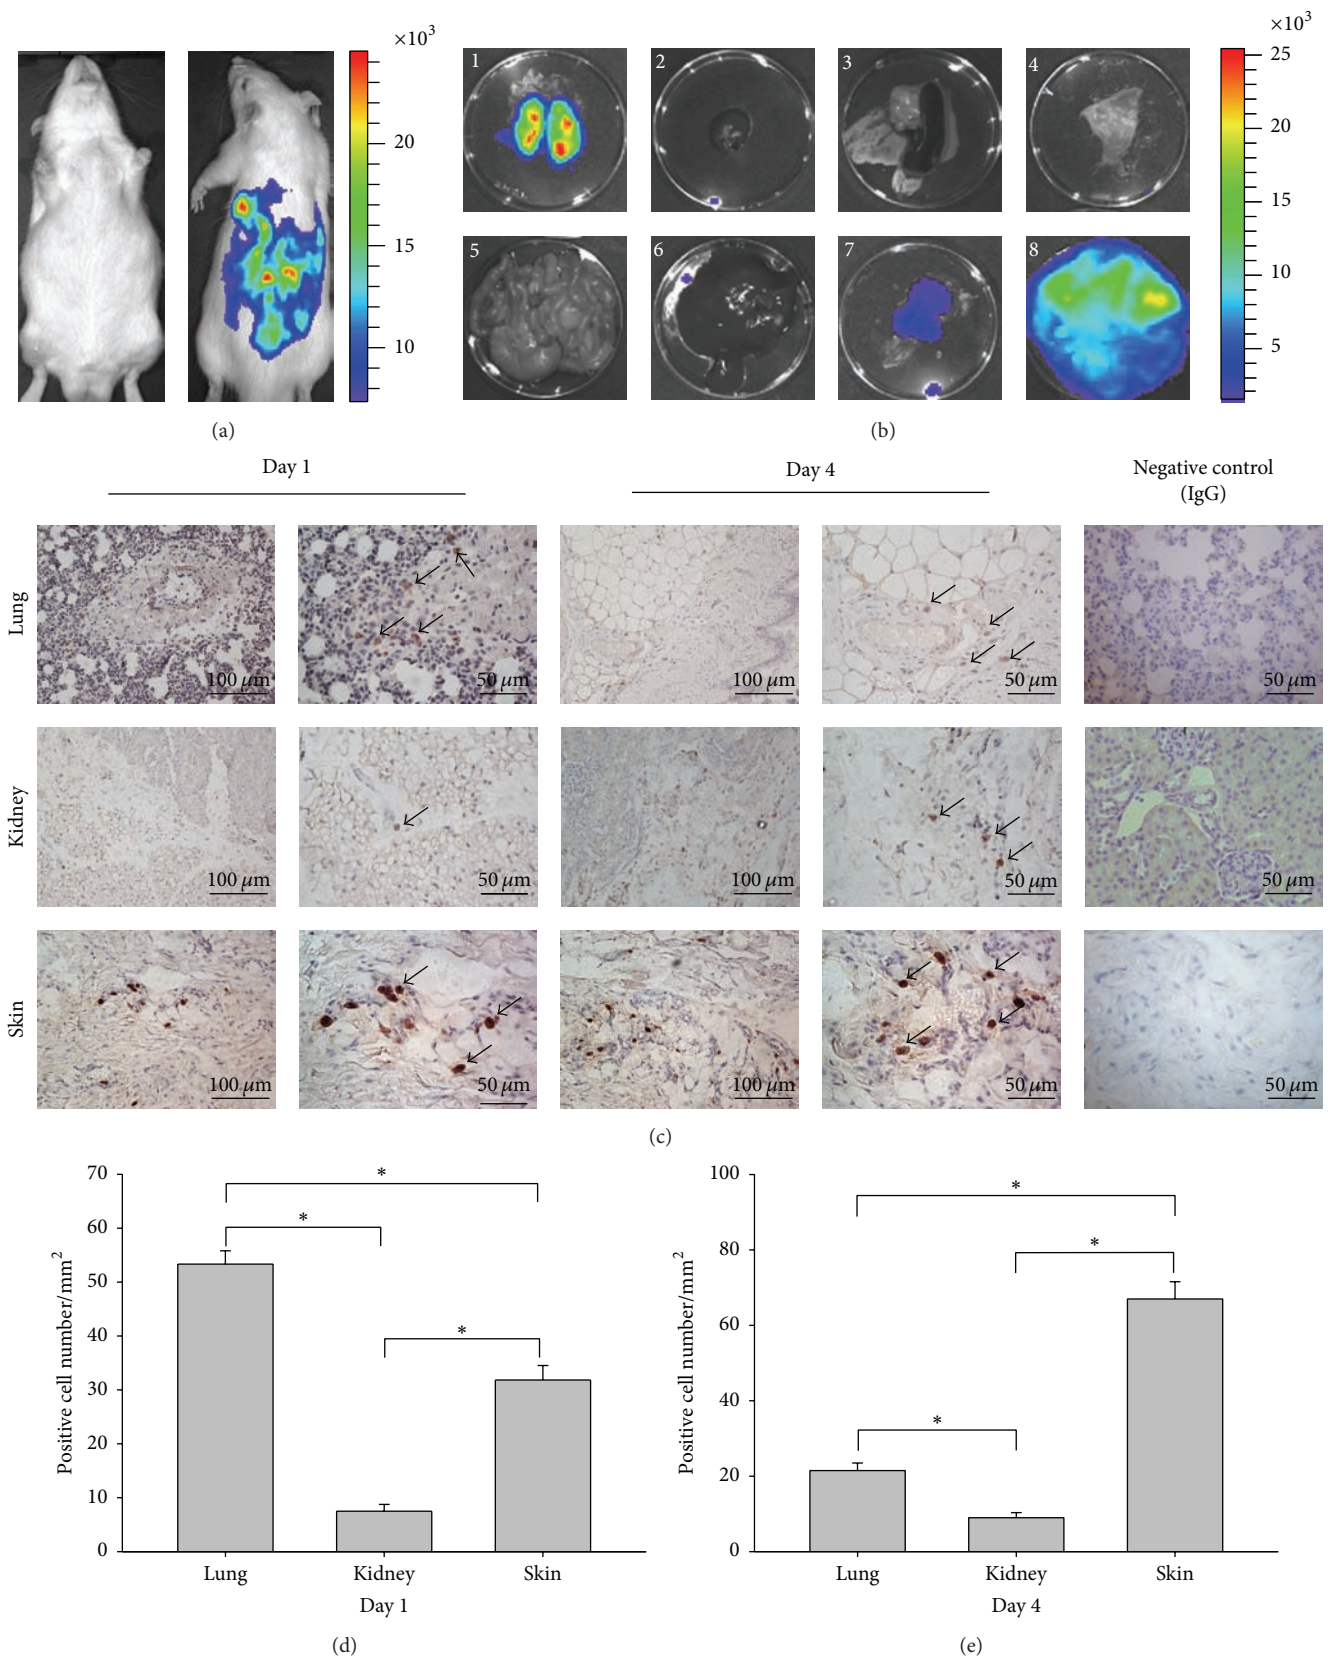 ×10³
20
15
10
(a)
1
2
3
4
5
6
7
8
×10³
25
20
15
10
5
(b)
Day 1
Day 4
Negative control
(IgG)
Lung
100 μm
50 μm
100 μm
50 μm
50 μm
Kidney
100 μm
50 μm
100 μm
50 μm
50 μm
Skin
100 μm
50 μm
100 μm
50 μm
50 μm
(c)
70
60
50
40
30
20
10
0
Positive cell number/mm²
*
*
*
Lung
Kidney
Skin
Day 1
(d)
100
80
60
40
20
0
Positive cell number/mm²
*
*
*
Lung
Kidney
Skin
Day 4
(e)